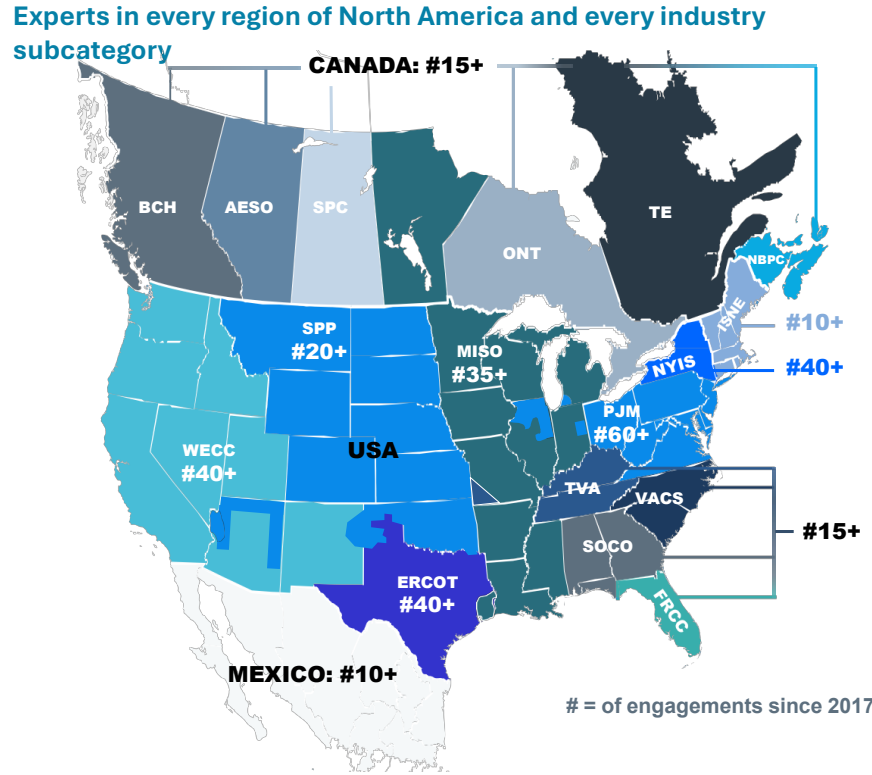 Experts in every region of North America and every industry
subcategory
CANADA: #15+
BCH
AESO
SPC
TE
ONT
NBPC
ISNE
#10+
SPP
#20+
MISO
#35+
NYIS
#40+
PJM
#60+
WECC
#40+
USA
TVA
VACS
#15+
SOCO
ERCOT
#40+
FRCC
MEXICO: #10+
# = of engagements since 2017